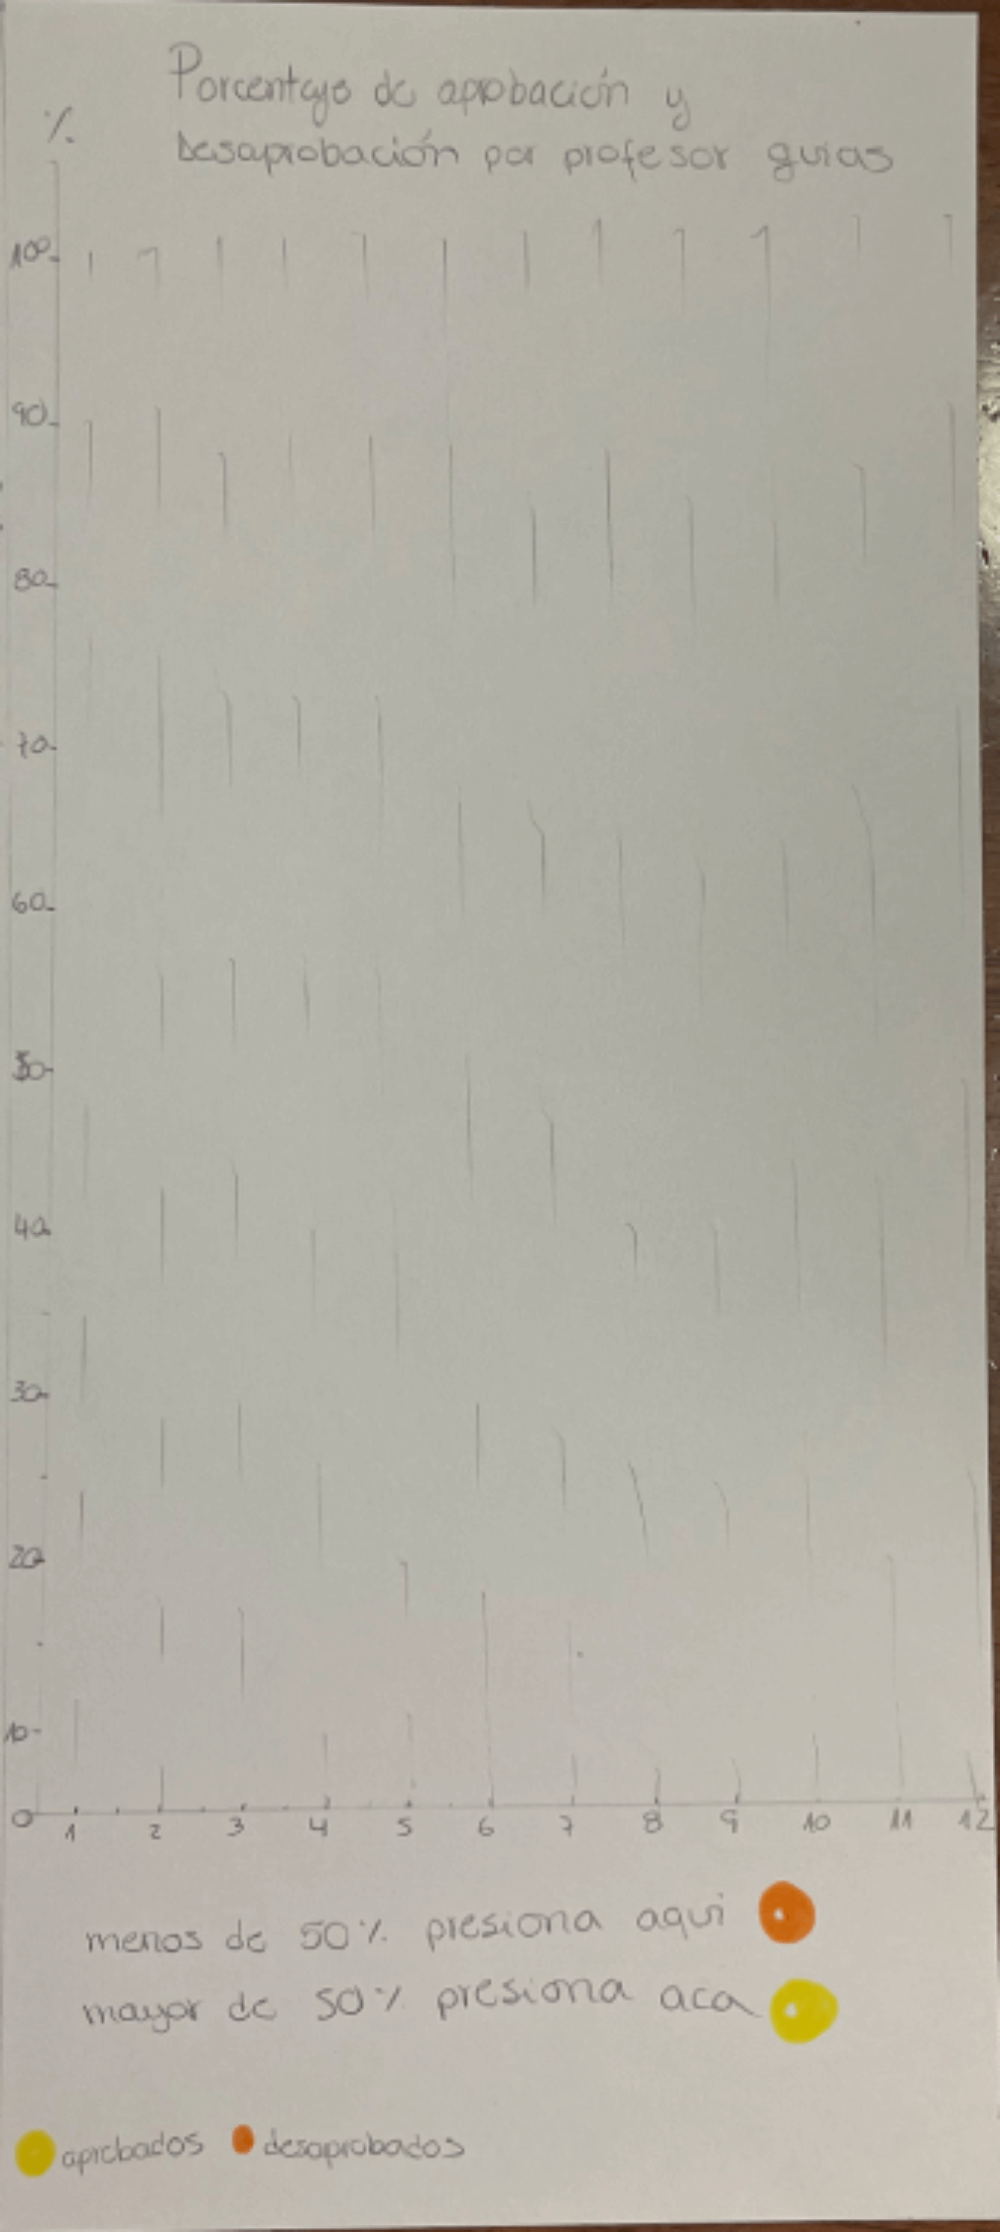 Porcentaje de aprobación y
%
Desaprobación por profesor guias
100
90
80
70
60
50
40
30
20
10
0
1 2 3 4 5 6 7 8 9 10 11 12
menos de 50% presiona aqui
mayor de 50% presiona aca
aprobados desaprobados